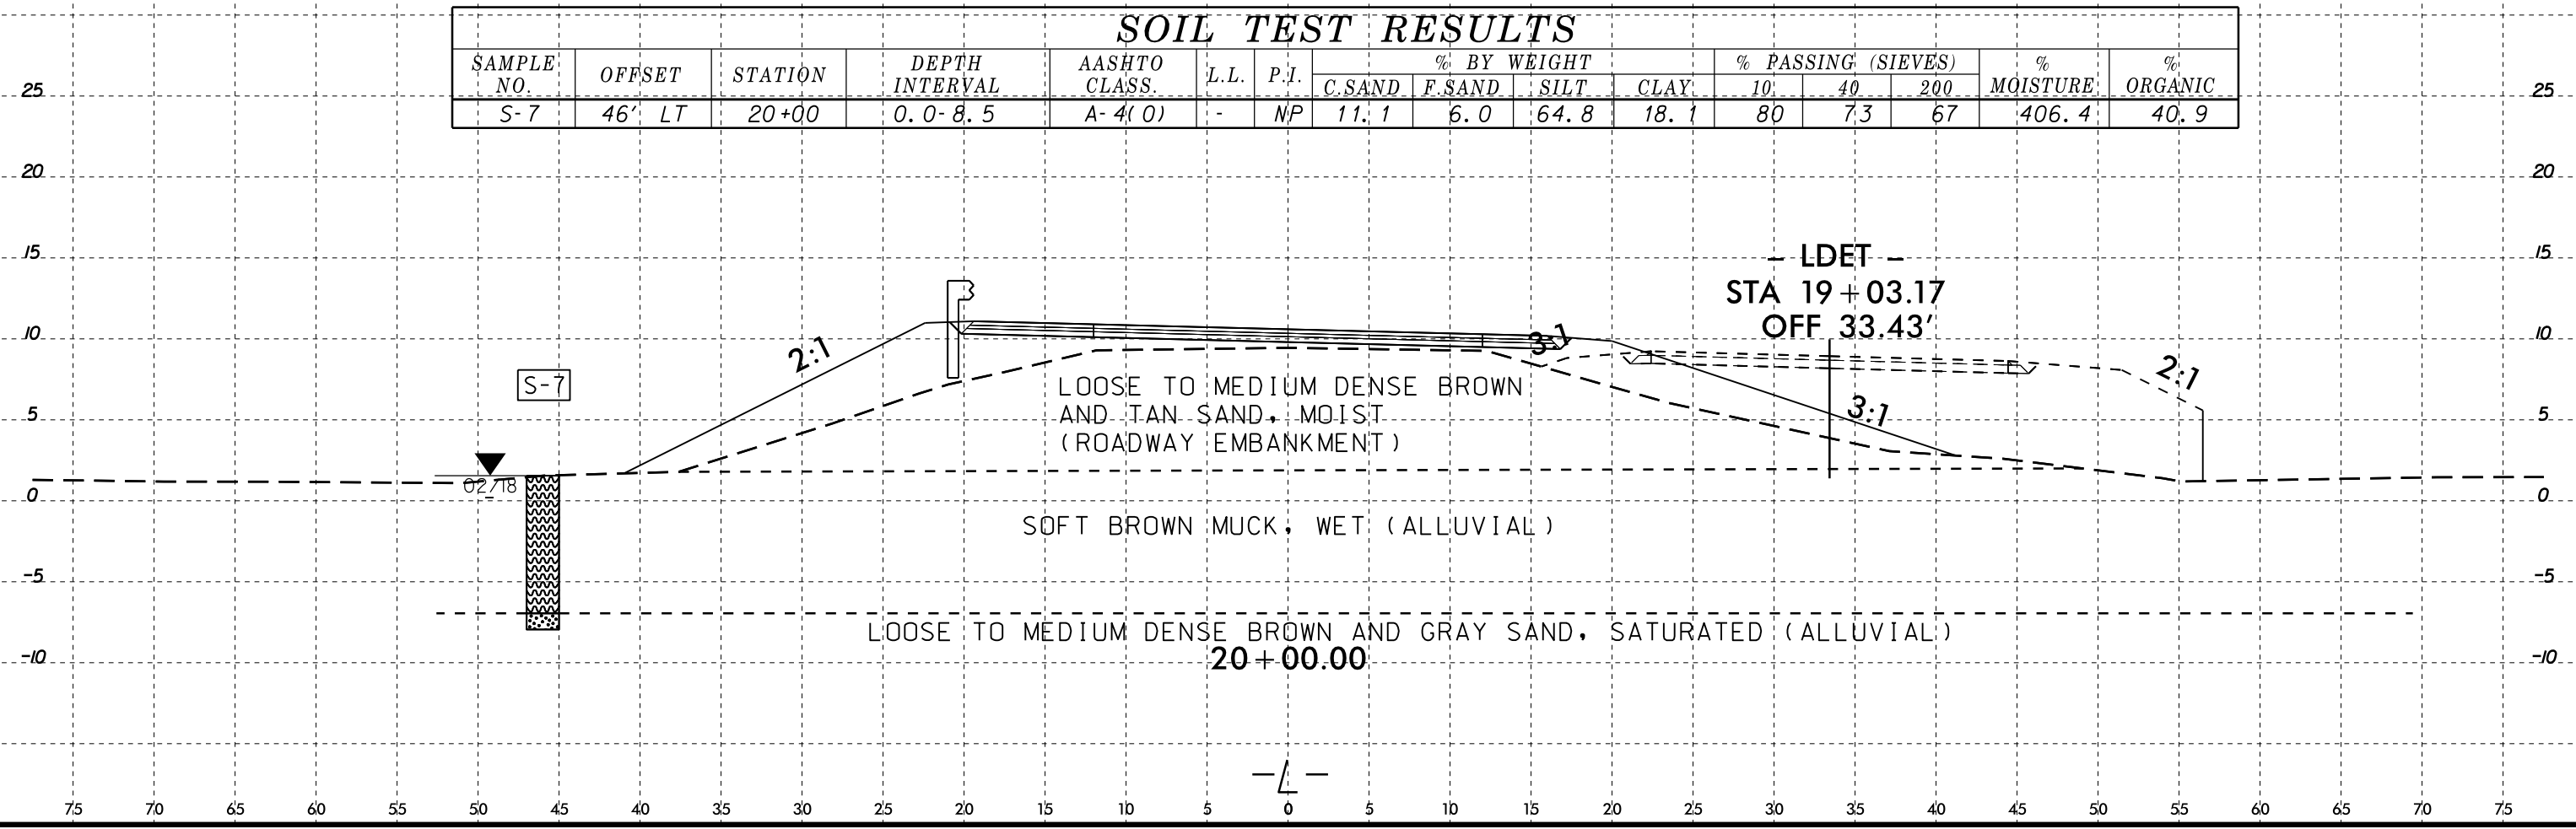 SOIL TEST RESULTS
SAMPLE NO. OFFSET STATION DEPTH INTERVAL AASHTO CLASS. L.L. P.I. % BY WEIGHT % PASSING (SIEVES) % MOISTURE % ORGANIC
C.SAND F.SAND SILT CLAY 10 40 200
S-7 46' LT 20+00 0.0-8.5 A-4(0) - NP 11.1 6.0 64.8 18.1 80 73 67 406.4 40.9
25 25
20 20
15 15
- LDET -
STA 19+03.17
OFF 33.43'
10 10
2:1 3:1 2:1
S-7
LOOSE TO MEDIUM DENSE BROWN
AND TAN SAND, MOIST
(ROADWAY EMBANKMENT)
3:1
5 5
02/18
0 0
SOFT BROWN MUCK, WET (ALLUVIAL)
-5 -5
LOOSE TO MEDIUM DENSE BROWN AND GRAY SAND, SATURATED (ALLUVIAL)
-10 20+00.00 -10
-L-
75 70 65 60 55 50 45 40 35 30 25 20 15 10 5 0 5 10 15 20 25 30 35 40 45 50 55 60 65 70 75